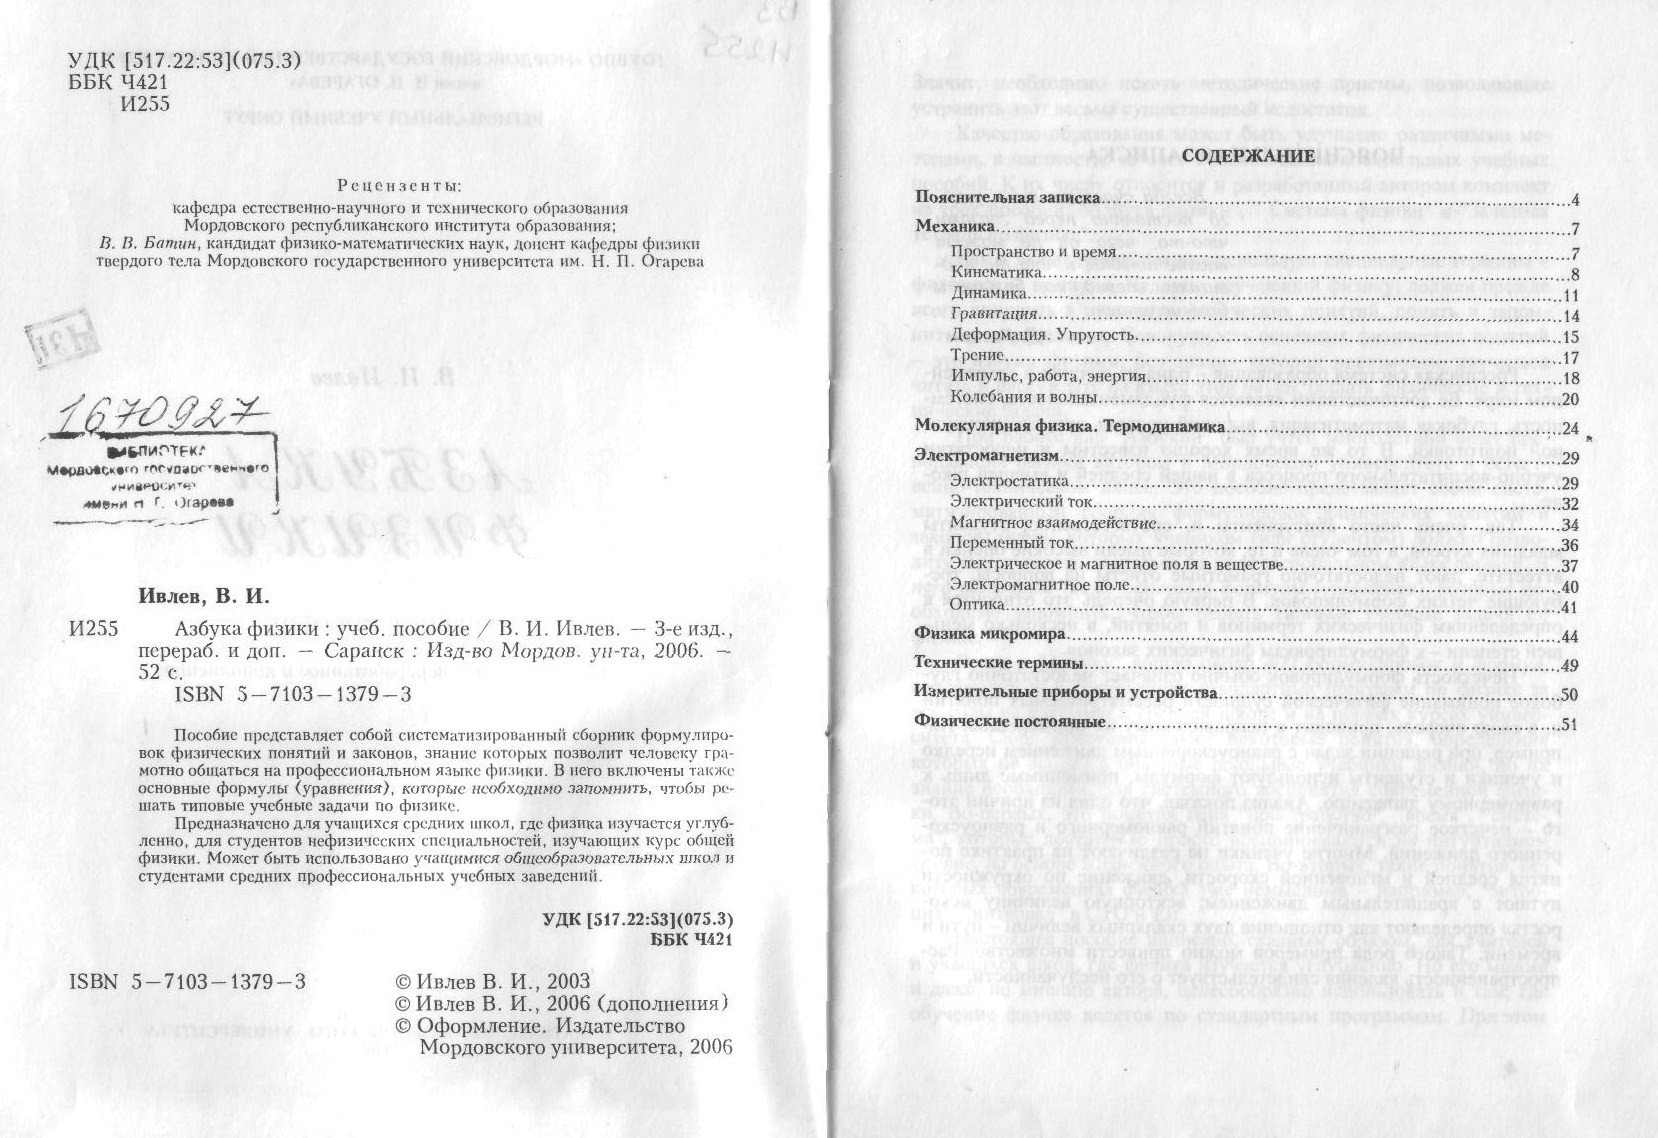 УДК [517.22:53](075.3)
ББК Ч421
И255
Рецензенты:
кафедра естественно-научного и технического образования
Мордовского республиканского института образования;
В. В. Батин, кандидат физико-математических наук, доцент кафедры физики
твердого тела Мордовского государственного университета им. Н. П. Огарева
1670927
БИБЛИОТЕКА
Мордовского государственного
университета
имени Н. П. Огарева
Ивлев, В. И.
И255 Азбука физики : учеб. пособие / В. И. Ивлев. — 3-е изд.,
перераб. и доп. — Саранск : Изд-во Мордов. ун-та, 2006. —
52 с.
ISBN 5–7103–1379–3
Пособие представляет собой систематизированный сборник формулиро-
вок физических понятий и законов, знание которых позволит человеку гра-
мотно общаться на профессиональном языке физики. В него включены также
основные формулы (уравнения), которые необходимо запомнить, чтобы ре-
шать типовые учебные задачи по физике.
Предназначено для учащихся средних школ, где физика изучается углуб-
ленно, для студентов нефизических специальностей, изучающих курс общей
физики. Может быть использовано учащимися общеобразовательных школ и
студентами средних профессиональных учебных заведений.
УДК [517.22:53](075.3)
ББК Ч421
ISBN 5–7103–1379–3
© Ивлев В. И., 2003
© Ивлев В. И., 2006 (дополнения)
© Оформление. Издательство
Мордовского университета, 2006
СОДЕРЖАНИЕ
Пояснительная записка...4
Механика...7
Пространство и время...7
Кинематика...8
Динамика...11
Гравитация...14
Деформация. Упругость...15
Трение...17
Импульс, работа, энергия...18
Колебания и волны...20
Молекулярная физика. Термодинамика...24
Электромагнетизм...29
Электростатика...29
Электрический ток...32
Магнитное взаимодействие...34
Переменный ток...36
Электрическое и магнитное поля в веществе...37
Электромагнитное поле...40
Оптика...41
Физика микромира...44
Технические термины...49
Измерительные приборы и устройства...50
Физические постоянные...51